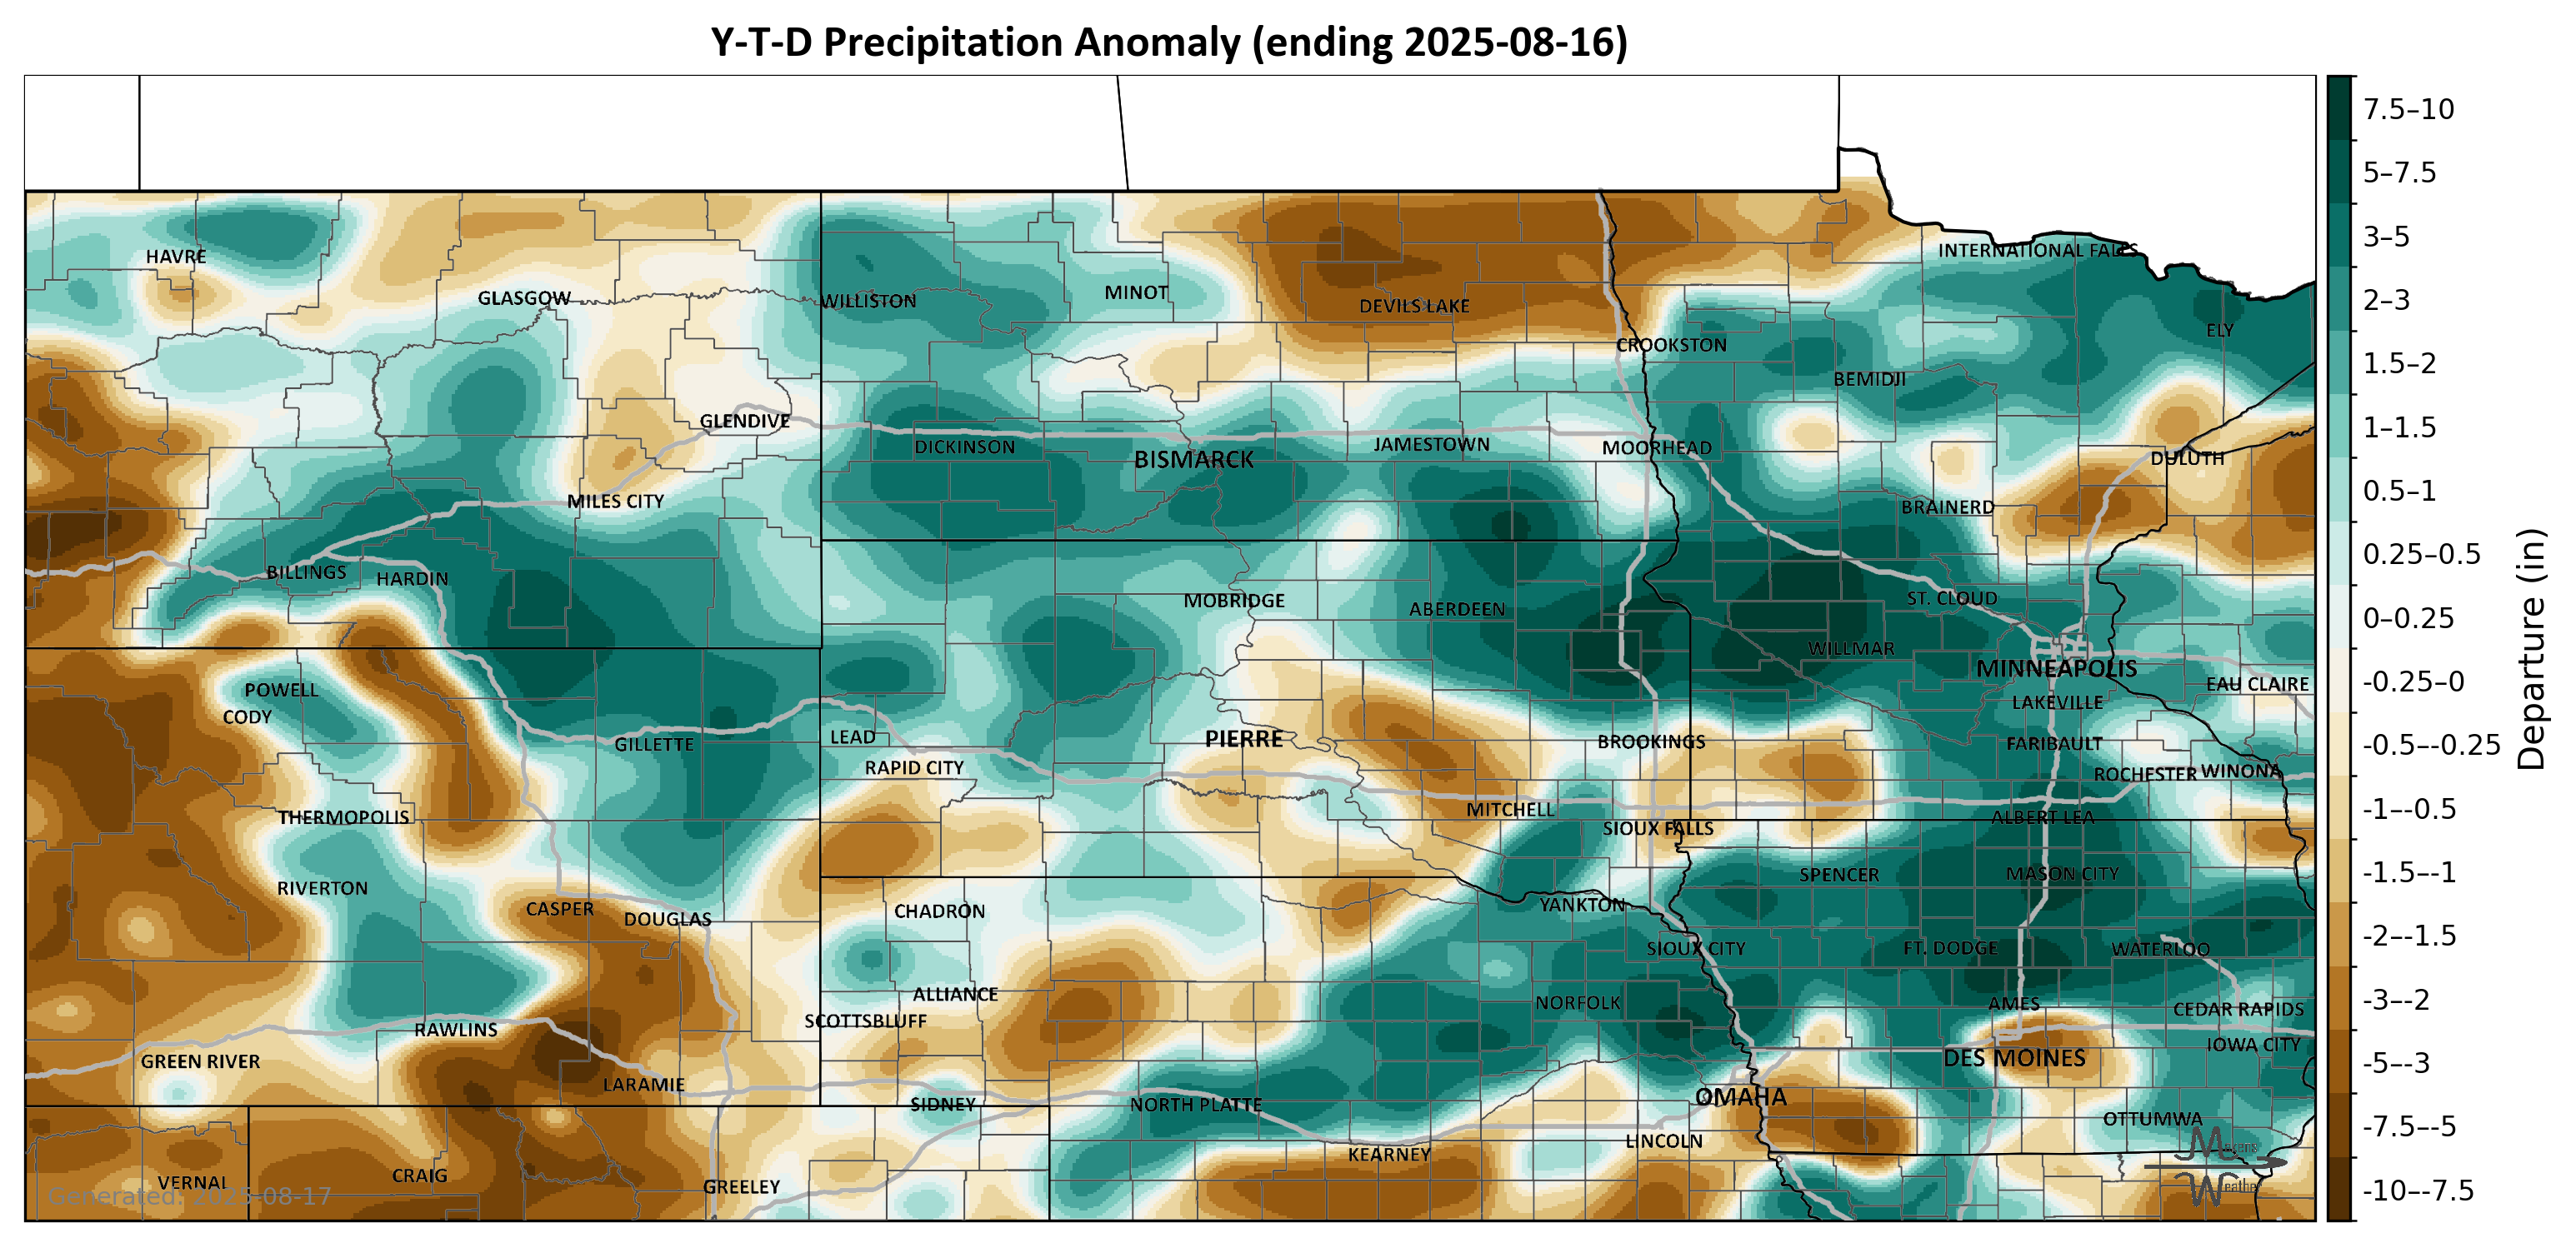 Y-T-D Precipitation Anomaly (ending 2025-08-16)
7.5–10
5–7.5
3–5
2–3
1.5–2
1–1.5
0.5–1
0.25–0.5
0–0.25
-0.25–0
-0.5–-0.25
-1–-0.5
-1.5–-1
-2–-1.5
-3–-2
-5–-3
-7.5–-5
-10–-7.5
Departure (in)
HAVRE
INTERNATIONAL FALLS
GLASGOW
WILLISTON
MINOT
DEVILS LAKE
ELY
CROOKSTON
BEMIDJI
GLENDIVE
DICKINSON
BISMARCK
JAMESTOWN
MOORHEAD
DULUTH
MILES CITY
BRAINERD
BILLINGS
HARDIN
MOBRIDGE
ABERDEEN
ST. CLOUD
WILLMAR
MINNEAPOLIS
POWELL
EAU CLAIRE
CODY
LAKEVILLE
GILLETTE
LEAD
PIERRE
BROOKINGS
FARIBAULT
RAPID CITY
ROCHESTER
WINONA
THERMOPOLIS
MITCHELL
ALBERT LEA
SIOUX FALLS
RIVERTON
SPENCER
MASON CITY
CASPER
DOUGLAS
CHADRON
YANKTON
SIOUX CITY
FT. DODGE
WATERLOO
ALLIANCE
NORFOLK
AMES
CEDAR RAPIDS
SCOTTSBLUFF
RAWLINS
IOWA CITY
GREEN RIVER
DES MOINES
LARAMIE
OMAHA
SIDNEY
NORTH PLATTE
OTTUMWA
LINCOLN
KEARNEY
CRAIG
VERNAL
GREELEY
Generated: 2025-08-17
Mavens
Weather